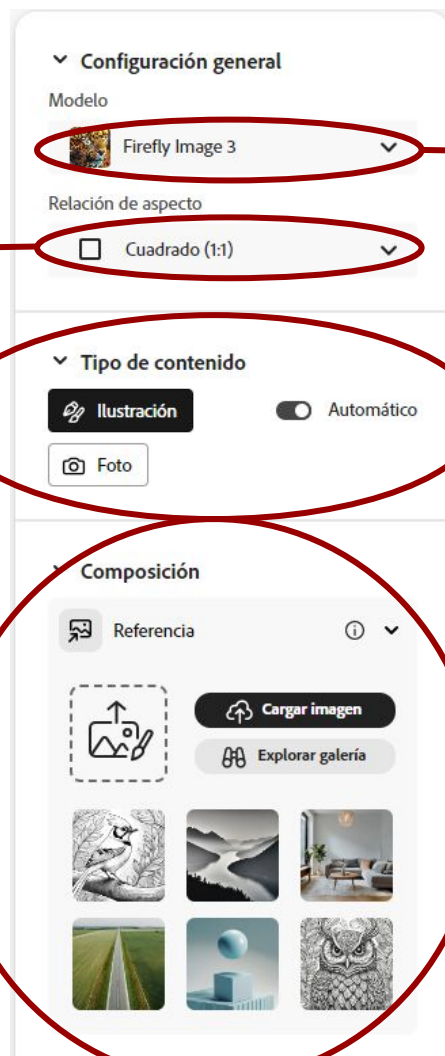 Configuración general
Modelo
Firefly Image 3
Relación de aspecto
Cuadrado (1:1)
Tipo de contenido
Ilustración
Automático
Foto
Composición
Referencia
Cargar imagen
Explorar galería